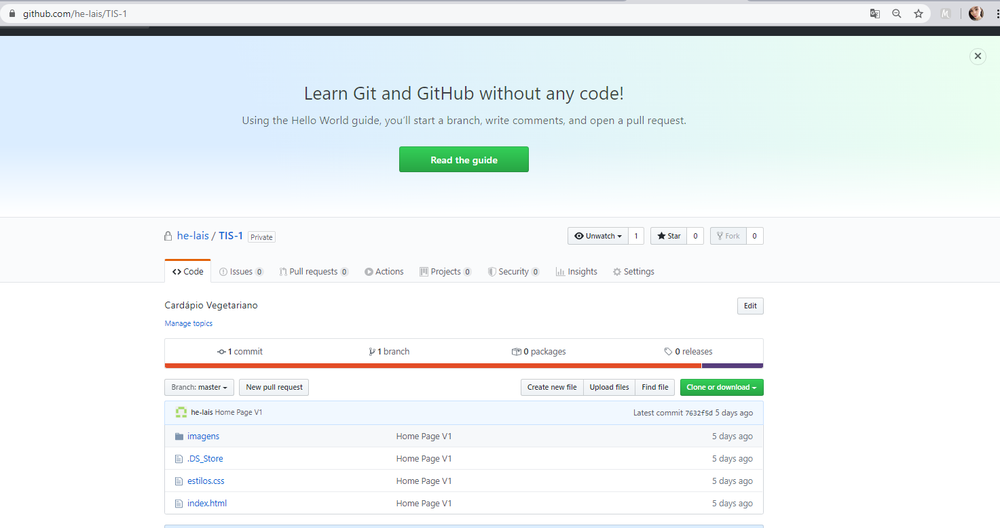 github.com/he-lais/TIS-1
Learn Git and GitHub without any code!
Using the Hello World guide, you'll start a branch, write comments, and open a pull request.
Read the guide
he-lais / TIS-1 Private Unwatch 1 Star 0 Fork 0
Code Issues 0 Pull requests 0 Actions Projects 0 Security 0 Insights Settings
Cardápio Vegetariano Edit
Manage topics
1 commit 1 branch 0 packages 0 releases
Branch: master New pull request Create new file Upload files Find file Clone or download
he-lais Home Page V1 Latest commit 7632f5d 5 days ago
imagens Home Page V1 5 days ago
.DS_Store Home Page V1 5 days ago
estilos.css Home Page V1 5 days ago
index.html Home Page V1 5 days ago